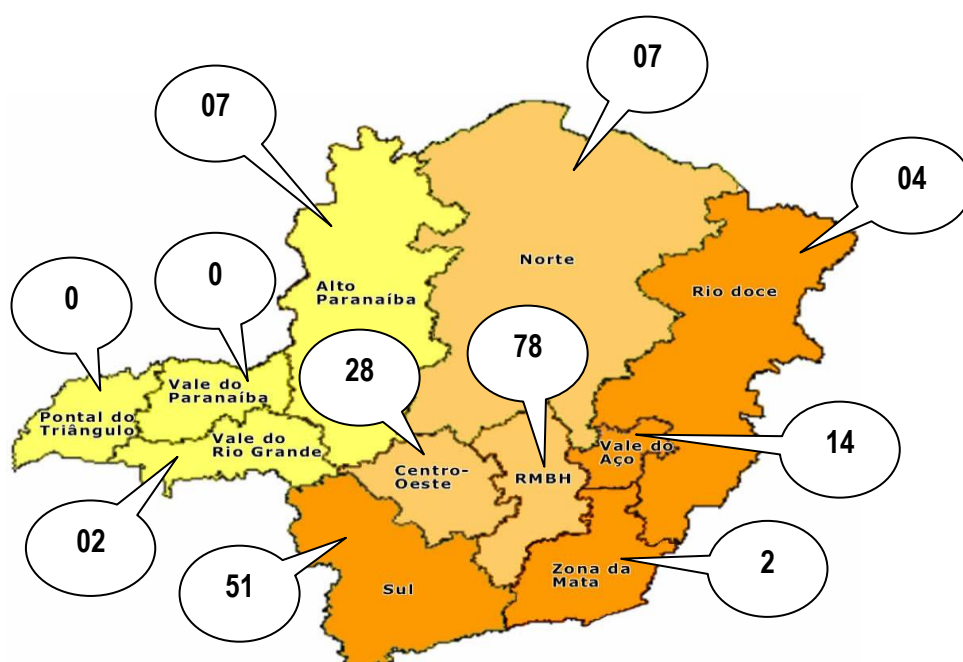 07
07
04
0
0
Norte
Alto
Paranaíba
Rio doce
28
78
Vale do
Paranaíba
Pontal do
Triângulo
Vale do
Rio Grande
Centro-
Oeste
RMBH
Vale do
Aço
14
02
51
Sul
Zona da
Mata
2